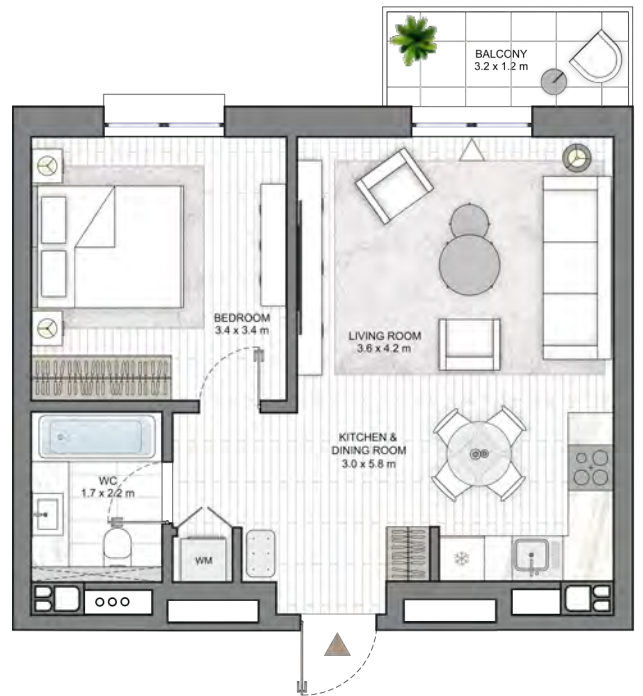 BALCONY
3.2 x 1.2 m
BEDROOM
3.4 x 3.4 m
LIVING ROOM
3.6 x 4.2 m
KITCHEN &
DINING ROOM
3.0 x 5.8 m
WC
1.7 x 2.2 m
WM